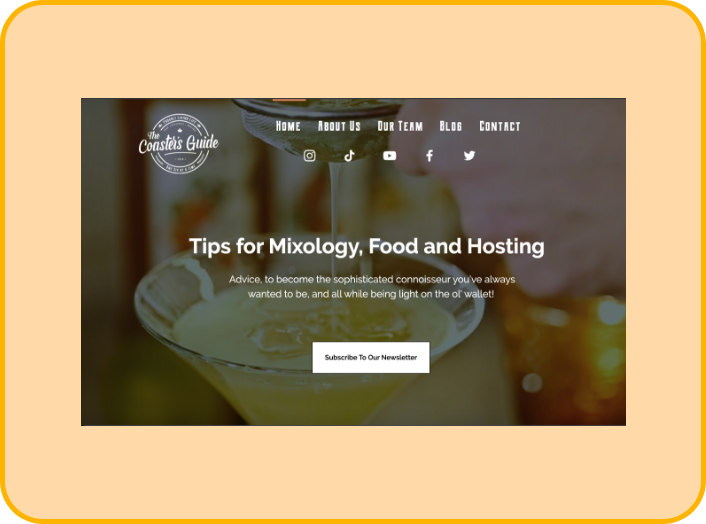 The
Coaster's Guide
Home About Us Our Team Blog Contact
Tips for Mixology, Food and Hosting
Advice, to become the sophisticated connoisseur you've always
wanted to be, and all while being light on the ol' wallet!
Subscribe To Our Newsletter